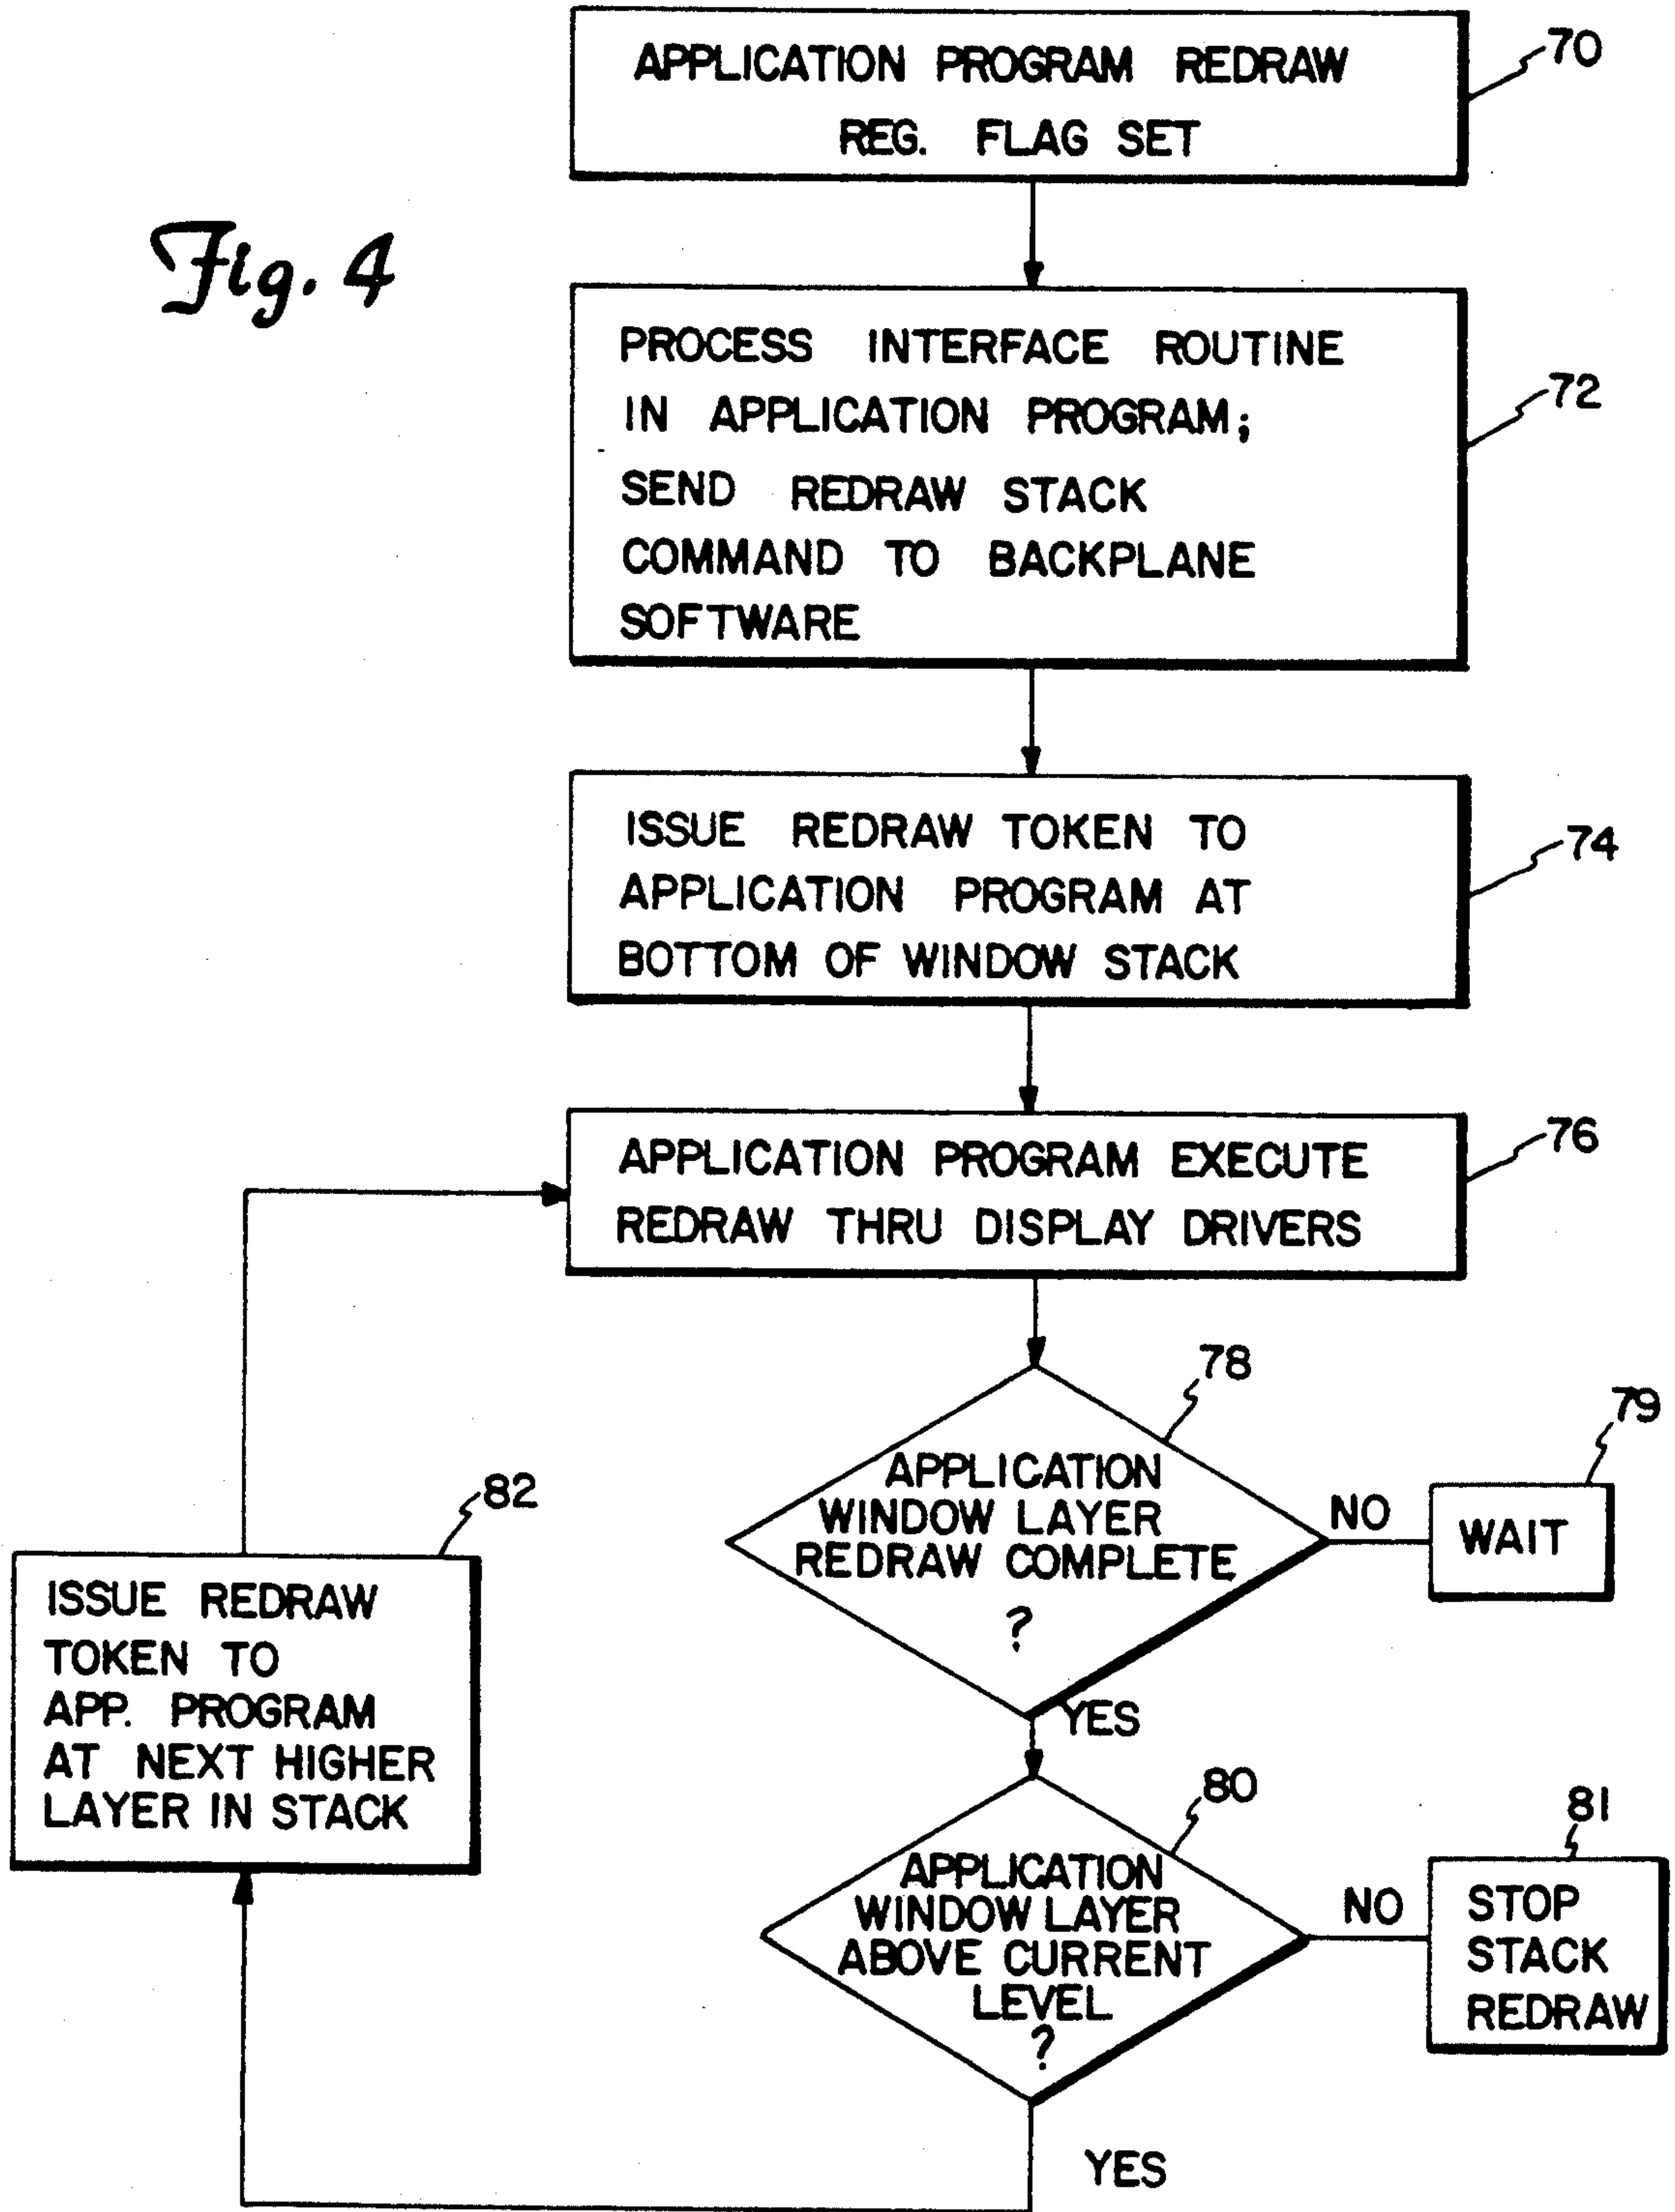 Fig. 4
APPLICATION PROGRAM REDRAW
REG. FLAG SET
70
PROCESS INTERFACE ROUTINE
IN APPLICATION PROGRAM;
SEND REDRAW STACK
COMMAND TO BACKPLANE
SOFTWARE
72
ISSUE REDRAW TOKEN TO
APPLICATION PROGRAM AT
BOTTOM OF WINDOW STACK
74
APPLICATION PROGRAM EXECUTE
REDRAW THRU DISPLAY DRIVERS
76
APPLICATION
WINDOW LAYER
REDRAW COMPLETE
?
78
NO
WAIT
79
YES
APPLICATION
WINDOW LAYER
ABOVE CURRENT
LEVEL
?
80
NO
STOP
STACK
REDRAW
81
YES
ISSUE REDRAW
TOKEN TO
APP. PROGRAM
AT NEXT HIGHER
LAYER IN STACK
82